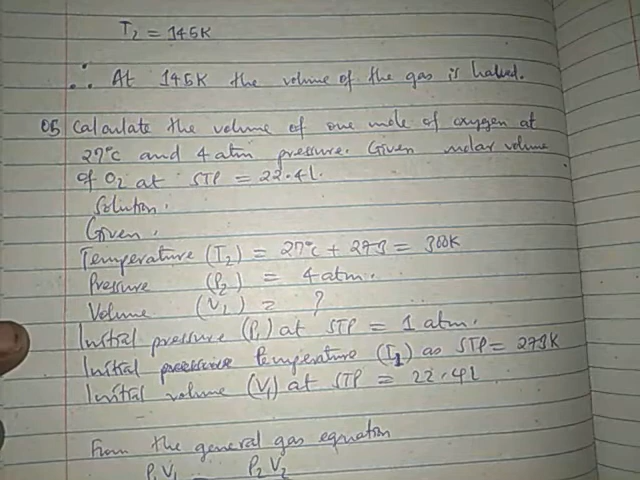 T2 = 145K
∴ At 145K the volume of the gas is halved.
05 Calculate the volume of one mole of oxygen at
27°c and 4 atm pressure. Given molar volume
of O2 at STP = 22.4L.
Solution.
Given.
Temperature (T2) = 27°c + 273 = 300K
Pressure (P2) = 4 atm.
Volume (V2) = ?
Initial pressure (P1) at STP = 1 atm.
Initial Temperature (T1) as STP = 273K
Initial volume (V1) at STP = 22.4L
From the general gas equation
P1V1 P2V2